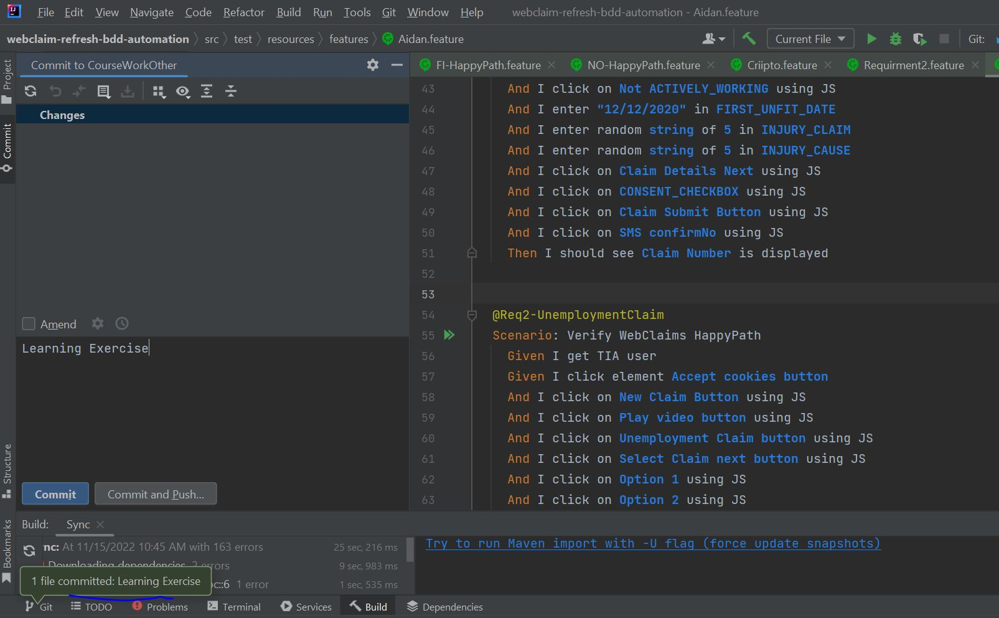 File Edit View Navigate Code Refactor Build Run Tools Git Window Help webclaim-refresh-bdd-automation - Aidan.feature
webclaim-refresh-bdd-automation src test resources features Aidan.feature Current File Git:
Project
Commit
Structure
Bookmarks
Commit to CourseWorkOther
Changes
Amend
Learning Exercise
Commit Commit and Push...
FI-HappyPath.feature NO-HappyPath.feature Criipto.feature Requirment2.feature
43 And I click on Not ACTIVELY_WORKING using JS
44 And I enter "12/12/2020" in FIRST_UNFIT_DATE
45 And I enter random string of 5 in INJURY_CLAIM
46 And I enter random string of 5 in INJURY_CAUSE
47 And I click on Claim Details Next using JS
48 And I click on CONSENT_CHECKBOX using JS
49 And I click on Claim Submit Button using JS
50 And I click on SMS confirmNo using JS
51 Then I should see Claim Number is displayed
52
53
54 @Req2-UnemploymentClaim
55 Scenario: Verify WebClaims HappyPath
56 Given I get TIA user
57 Given I click element Accept cookies button
58 And I click on New Claim Button using JS
59 And I click on Play video button using JS
60 And I click on Unemployment Claim button using JS
61 And I click on Select Claim next button using JS
62 And I click on Option 1 using JS
63 And I click on Option 2 using JS
Build: Sync
nc: At 11/15/2022 10:45 AM with 163 errors 25 sec, 216 ms
Downloading dependencies 2 errors 9 sec, 983 ms
oc::6 1 error 1 sec, 535 ms
Try to run Maven import with -U flag (force update snapshots)
1 file committed: Learning Exercise
Git TODO Problems Terminal Services Build Dependencies